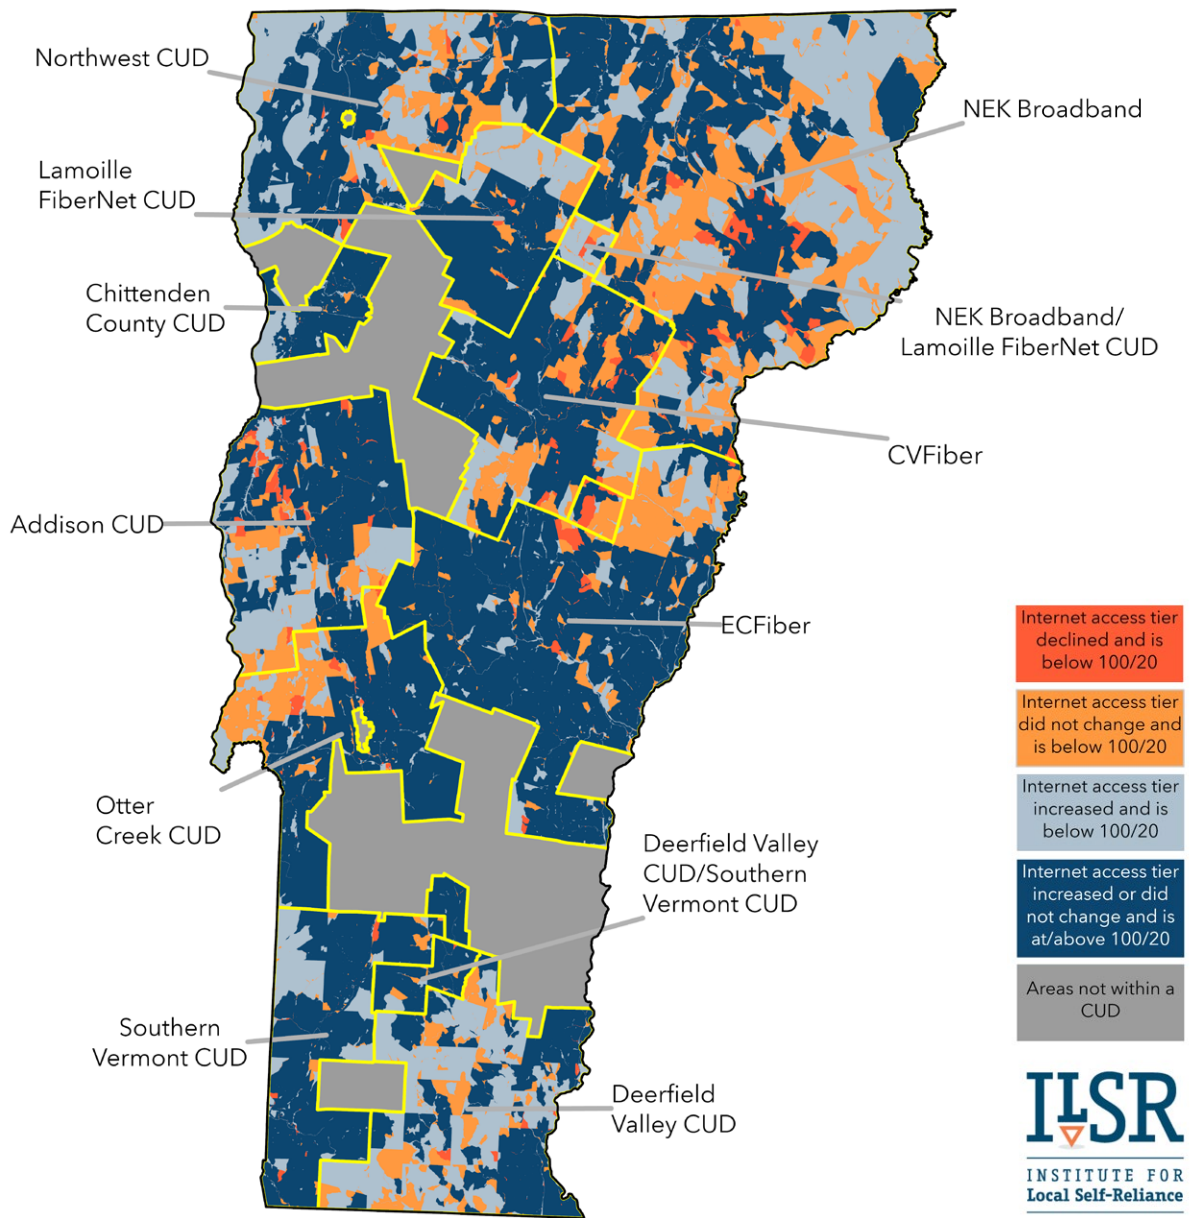 Northwest CUD
NEK Broadband
Lamoille
FiberNet CUD
Chittenden
County CUD
NEK Broadband/
Lamoille FiberNet CUD
CVFiber
Addison CUD
ECFiber
Otter
Creek CUD
Deerfield Valley
CUD/Southern
Vermont CUD
Southern
Vermont CUD
Deerfield
Valley CUD
Internet access tier
declined and is
below 100/20
Internet access tier
did not change and
is below 100/20
Internet access tier
increased and is
below 100/20
Internet access tier
increased or did
not change and is
at/above 100/20
Areas not within a
CUD
ILSR
INSTITUTE FOR
Local Self-Reliance